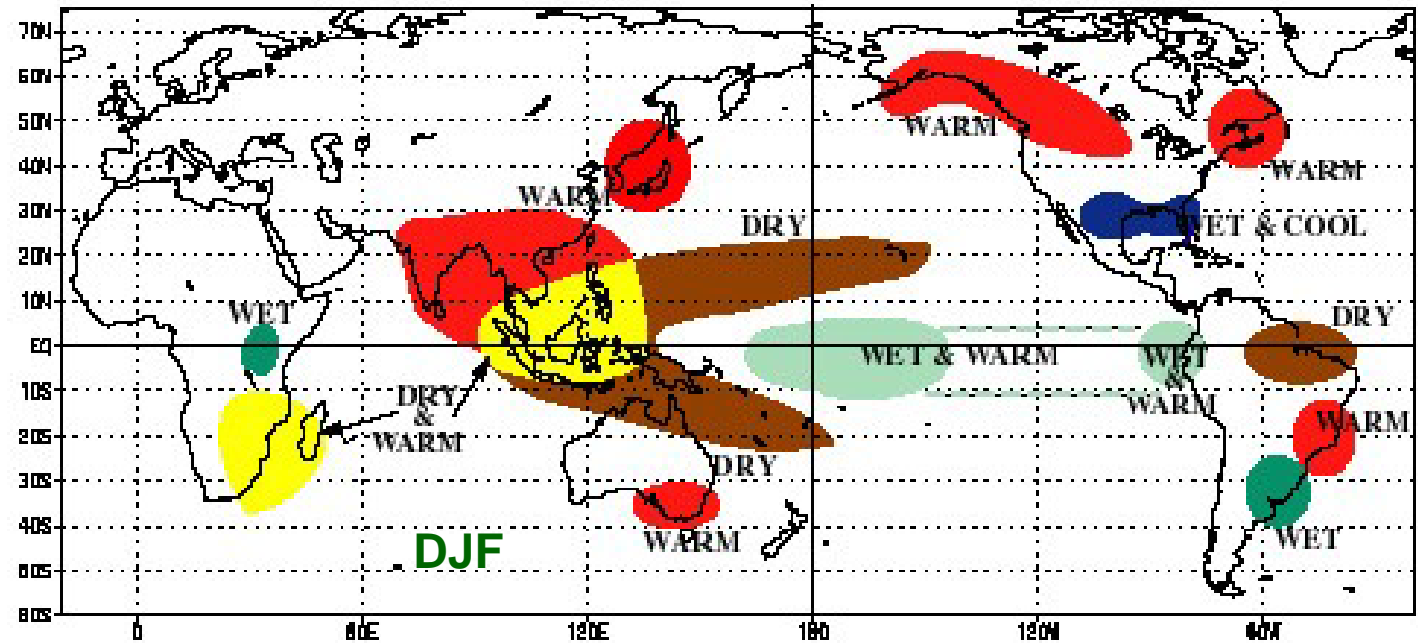 70N
60N
50N
WARM
40N
WARM
WARM
30N
DRY
WET & COOL
20N
10N
WET
DRY
EQ
WET & WARM
WET
&
WARM
10S
DRY
&
WARM
WARM
20S
DRY
30S
40S
WARM
WET
DJF
50S
60S
0
60E
120E
180
120W
60W